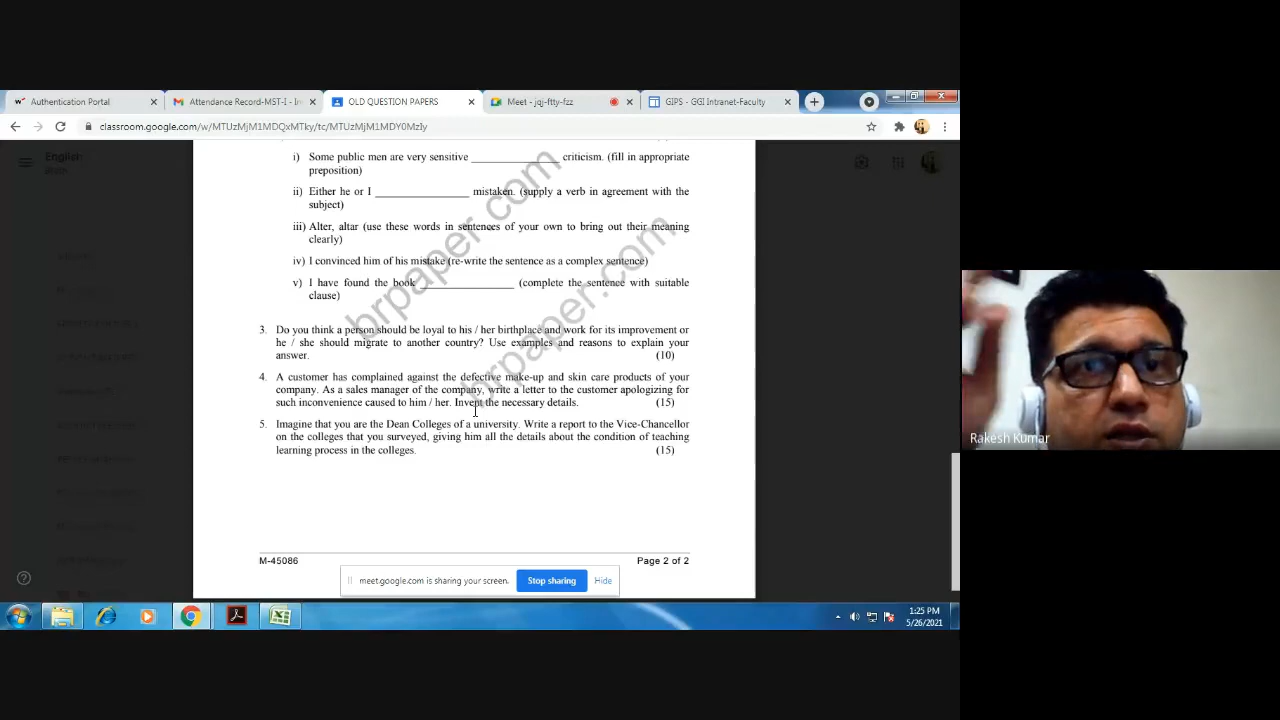 Authentication Portal
Attendance Record-MST-I - In
OLD QUESTION PAPERS
Meet - jqj-ftty-fzz
GIPS - GGI Intranet-Faculty
classroom.google.com/w/MTUzMjM1MDQxMTky/tc/MTUzMjM1MDY0MzIy
English
i) Some public men are very sensitive ________________ criticism. (fill in appropriate
preposition)
ii) Either he or I __________________ mistaken. (supply a verb in agreement with the
subject)
iii) Alter, altar (use these words in sentences of your own to bring out their meaning
clearly)
iv) I convinced him of his mistake (re-write the sentence as a complex sentence)
v) I have found the book __________________ (complete the sentence with suitable
clause)
3. Do you think a person should be loyal to his / her birthplace and work for its improvement or
he / she should migrate to another country? Use examples and reasons to explain your
answer. (10)
4. A customer has complained against the defective make-up and skin care products of your
company. As a sales manager of the company, write a letter to the customer apologizing for
such inconvenience caused to him / her. Invent the necessary details. (15)
5. Imagine that you are the Dean Colleges of a university. Write a report to the Vice-Chancellor
on the colleges that you surveyed, giving him all the details about the condition of teaching
learning process in the colleges. (15)
brpaper.com
brpaper.com
M-45086 Page 2 of 2
meet.google.com is sharing your screen. Stop sharing Hide
1:25 PM
5/26/2021
Rakesh Kumar